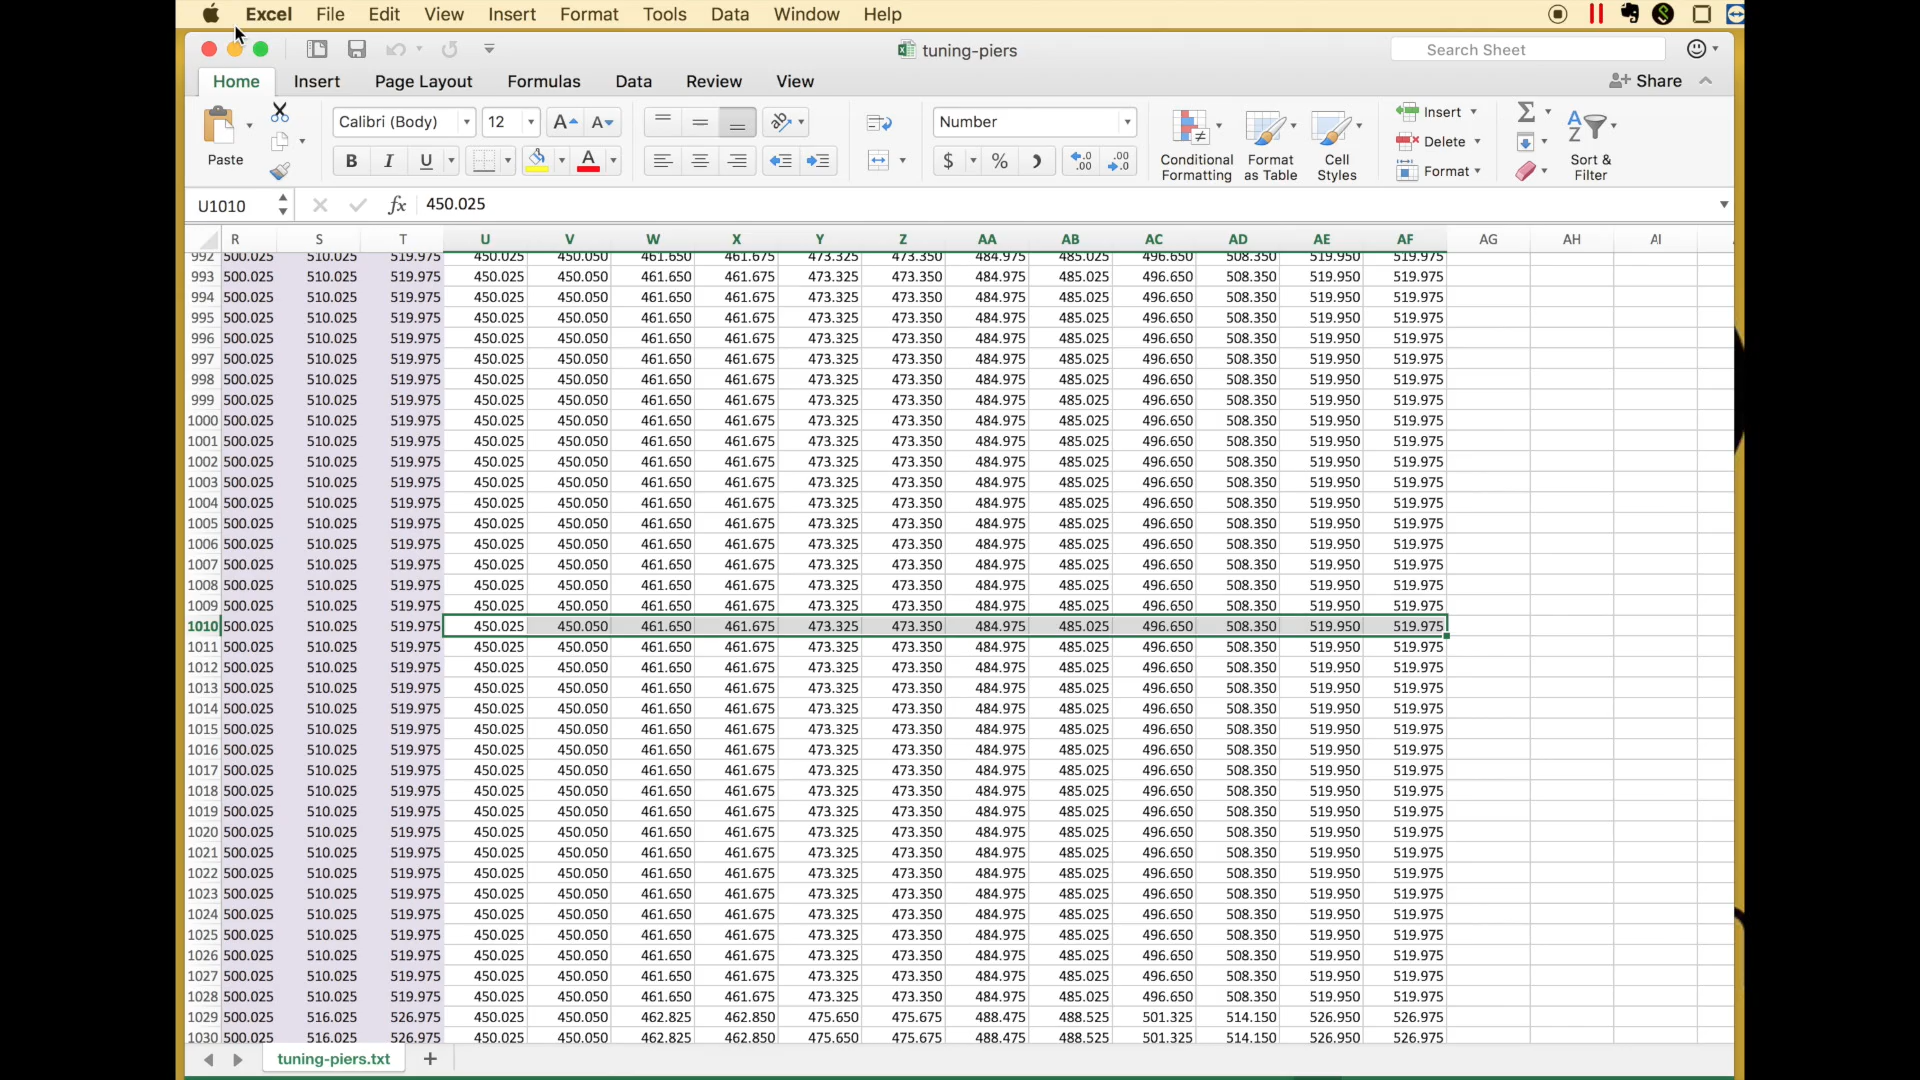 Excel File Edit View Insert Format Tools Data Window Help
tuning-piers
Search Sheet
Home Insert Page Layout Formulas Data Review View
Share
Paste
Calibri (Body) 12
Number
Conditional Formatting
Format as Table
Cell Styles
Insert
Delete
Format
Sort & Filter
U1010 fx 450.025
R S T U V W X Y Z AA AB AC AD AE AF AG AH AI
992 500.025 510.025 519.975 450.025 450.050 461.650 461.675 473.325 473.350 484.975 485.025 496.650 508.350 519.950 519.975
993 500.025 510.025 519.975 450.025 450.050 461.650 461.675 473.325 473.350 484.975 485.025 496.650 508.350 519.950 519.975
994 500.025 510.025 519.975 450.025 450.050 461.650 461.675 473.325 473.350 484.975 485.025 496.650 508.350 519.950 519.975
995 500.025 510.025 519.975 450.025 450.050 461.650 461.675 473.325 473.350 484.975 485.025 496.650 508.350 519.950 519.975
996 500.025 510.025 519.975 450.025 450.050 461.650 461.675 473.325 473.350 484.975 485.025 496.650 508.350 519.950 519.975
997 500.025 510.025 519.975 450.025 450.050 461.650 461.675 473.325 473.350 484.975 485.025 496.650 508.350 519.950 519.975
998 500.025 510.025 519.975 450.025 450.050 461.650 461.675 473.325 473.350 484.975 485.025 496.650 508.350 519.950 519.975
999 500.025 510.025 519.975 450.025 450.050 461.650 461.675 473.325 473.350 484.975 485.025 496.650 508.350 519.950 519.975
1000 500.025 510.025 519.975 450.025 450.050 461.650 461.675 473.325 473.350 484.975 485.025 496.650 508.350 519.950 519.975
1001 500.025 510.025 519.975 450.025 450.050 461.650 461.675 473.325 473.350 484.975 485.025 496.650 508.350 519.950 519.975
1002 500.025 510.025 519.975 450.025 450.050 461.650 461.675 473.325 473.350 484.975 485.025 496.650 508.350 519.950 519.975
1003 500.025 510.025 519.975 450.025 450.050 461.650 461.675 473.325 473.350 484.975 485.025 496.650 508.350 519.950 519.975
1004 500.025 510.025 519.975 450.025 450.050 461.650 461.675 473.325 473.350 484.975 485.025 496.650 508.350 519.950 519.975
1005 500.025 510.025 519.975 450.025 450.050 461.650 461.675 473.325 473.350 484.975 485.025 496.650 508.350 519.950 519.975
1006 500.025 510.025 519.975 450.025 450.050 461.650 461.675 473.325 473.350 484.975 485.025 496.650 508.350 519.950 519.975
1007 500.025 510.025 519.975 450.025 450.050 461.650 461.675 473.325 473.350 484.975 485.025 496.650 508.350 519.950 519.975
1008 500.025 510.025 519.975 450.025 450.050 461.650 461.675 473.325 473.350 484.975 485.025 496.650 508.350 519.950 519.975
1009 500.025 510.025 519.975 450.025 450.050 461.650 461.675 473.325 473.350 484.975 485.025 496.650 508.350 519.950 519.975
1010 500.025 510.025 519.975 450.025 450.050 461.650 461.675 473.325 473.350 484.975 485.025 496.650 508.350 519.950 519.975
1011 500.025 510.025 519.975 450.025 450.050 461.650 461.675 473.325 473.350 484.975 485.025 496.650 508.350 519.950 519.975
1012 500.025 510.025 519.975 450.025 450.050 461.650 461.675 473.325 473.350 484.975 485.025 496.650 508.350 519.950 519.975
1013 500.025 510.025 519.975 450.025 450.050 461.650 461.675 473.325 473.350 484.975 485.025 496.650 508.350 519.950 519.975
1014 500.025 510.025 519.975 450.025 450.050 461.650 461.675 473.325 473.350 484.975 485.025 496.650 508.350 519.950 519.975
1015 500.025 510.025 519.975 450.025 450.050 461.650 461.675 473.325 473.350 484.975 485.025 496.650 508.350 519.950 519.975
1016 500.025 510.025 519.975 450.025 450.050 461.650 461.675 473.325 473.350 484.975 485.025 496.650 508.350 519.950 519.975
1017 500.025 510.025 519.975 450.025 450.050 461.650 461.675 473.325 473.350 484.975 485.025 496.650 508.350 519.950 519.975
1018 500.025 510.025 519.975 450.025 450.050 461.650 461.675 473.325 473.350 484.975 485.025 496.650 508.350 519.950 519.975
1019 500.025 510.025 519.975 450.025 450.050 461.650 461.675 473.325 473.350 484.975 485.025 496.650 508.350 519.950 519.975
1020 500.025 510.025 519.975 450.025 450.050 461.650 461.675 473.325 473.350 484.975 485.025 496.650 508.350 519.950 519.975
1021 500.025 510.025 519.975 450.025 450.050 461.650 461.675 473.325 473.350 484.975 485.025 496.650 508.350 519.950 519.975
1022 500.025 510.025 519.975 450.025 450.050 461.650 461.675 473.325 473.350 484.975 485.025 496.650 508.350 519.950 519.975
1023 500.025 510.025 519.975 450.025 450.050 461.650 461.675 473.325 473.350 484.975 485.025 496.650 508.350 519.950 519.975
1024 500.025 510.025 519.975 450.025 450.050 461.650 461.675 473.325 473.350 484.975 485.025 496.650 508.350 519.950 519.975
1025 500.025 510.025 519.975 450.025 450.050 461.650 461.675 473.325 473.350 484.975 485.025 496.650 508.350 519.950 519.975
1026 500.025 510.025 519.975 450.025 450.050 461.650 461.675 473.325 473.350 484.975 485.025 496.650 508.350 519.950 519.975
1027 500.025 510.025 519.975 450.025 450.050 461.650 461.675 473.325 473.350 484.975 485.025 496.650 508.350 519.950 519.975
1028 500.025 510.025 519.975 450.025 450.050 461.650 461.675 473.325 473.350 484.975 485.025 496.650 508.350 519.950 519.975
1029 500.025 516.025 526.975 450.025 450.050 462.825 462.850 475.650 475.675 488.475 488.525 501.325 514.150 526.950 526.975
1030 500.025 516.025 526.975 450.025 450.050 462.825 462.850 475.650 475.675 488.475 488.525 501.325 514.150 526.950 526.975
tuning-piers.txt